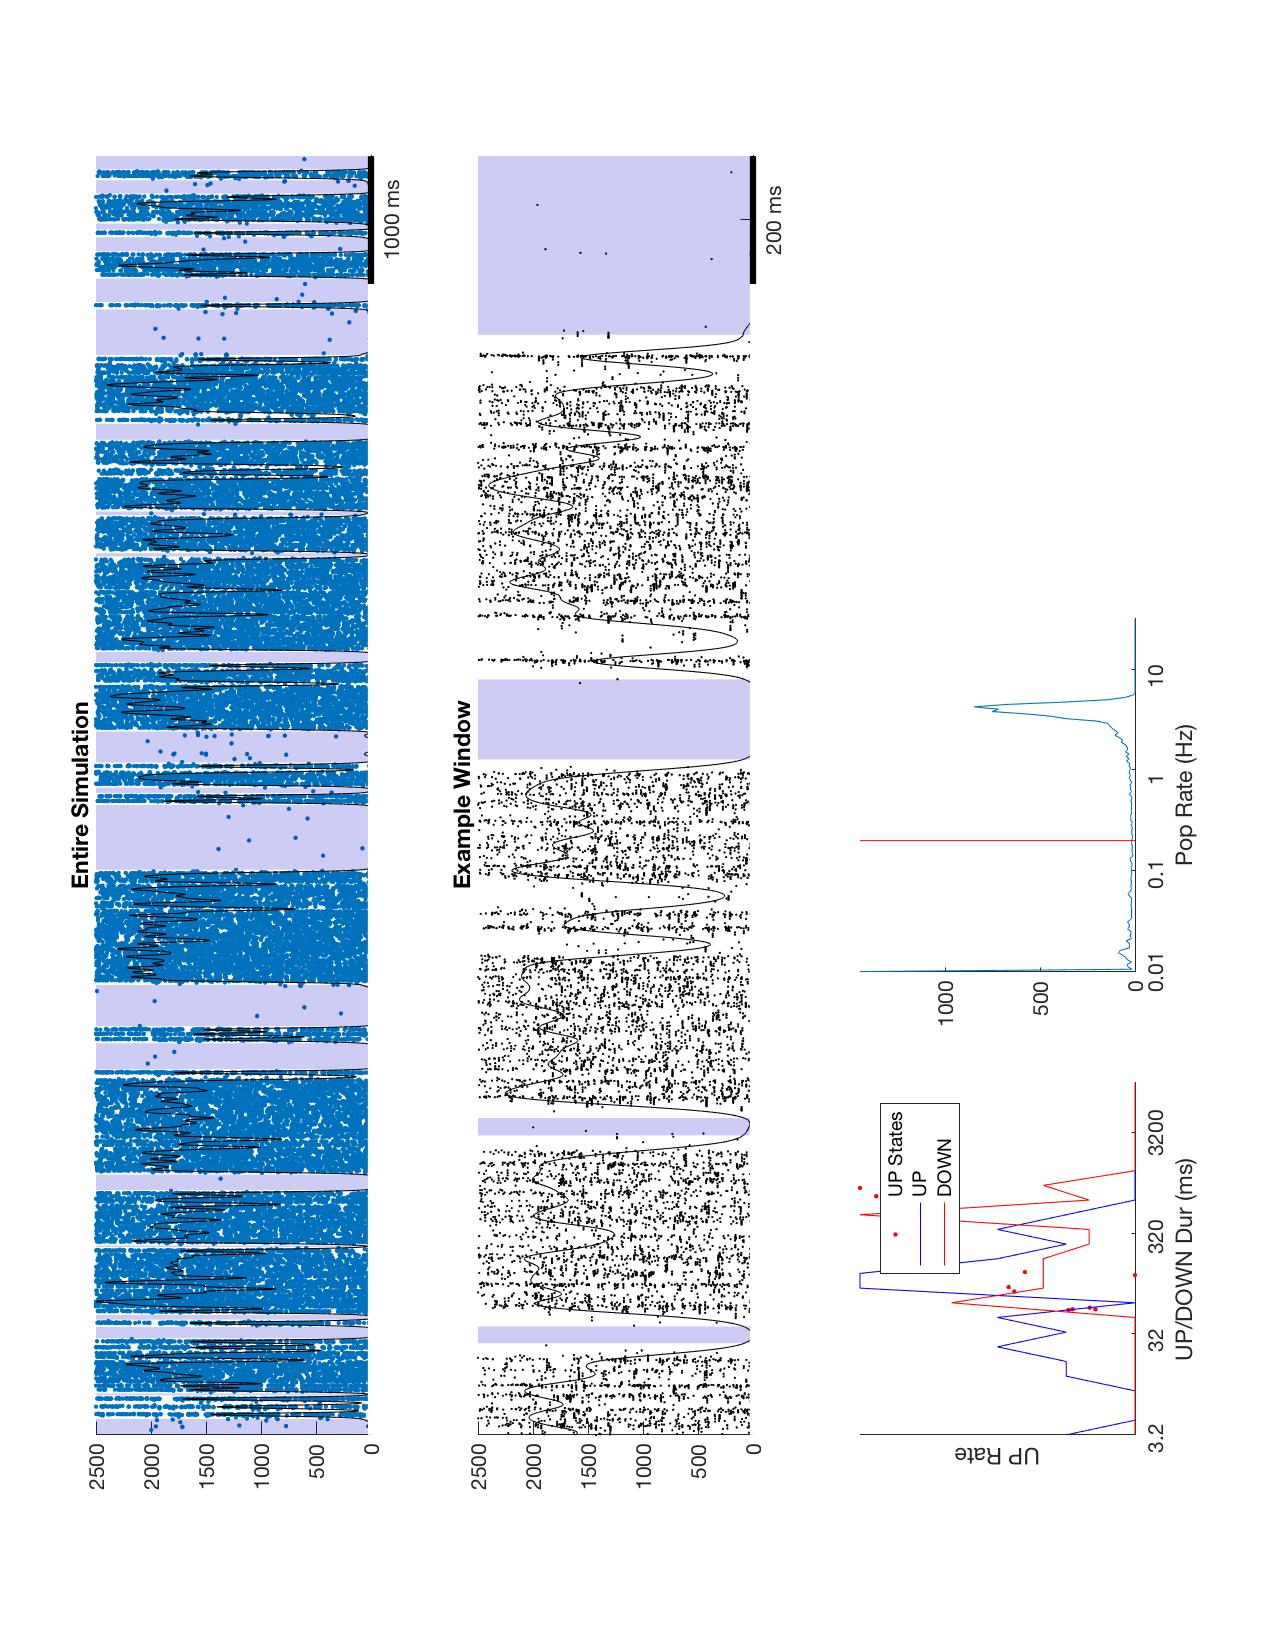 Entire Simulation
2500
2000
1500
1000
500
0
1000 ms
Example Window
2500
2000
1500
1000
500
0
200 ms
UP Rate
UP States
UP
DOWN
3.2 32 320 3200
UP/DOWN Dur (ms)
1000
500
0
0.01 0.1 1 10
Pop Rate (Hz)